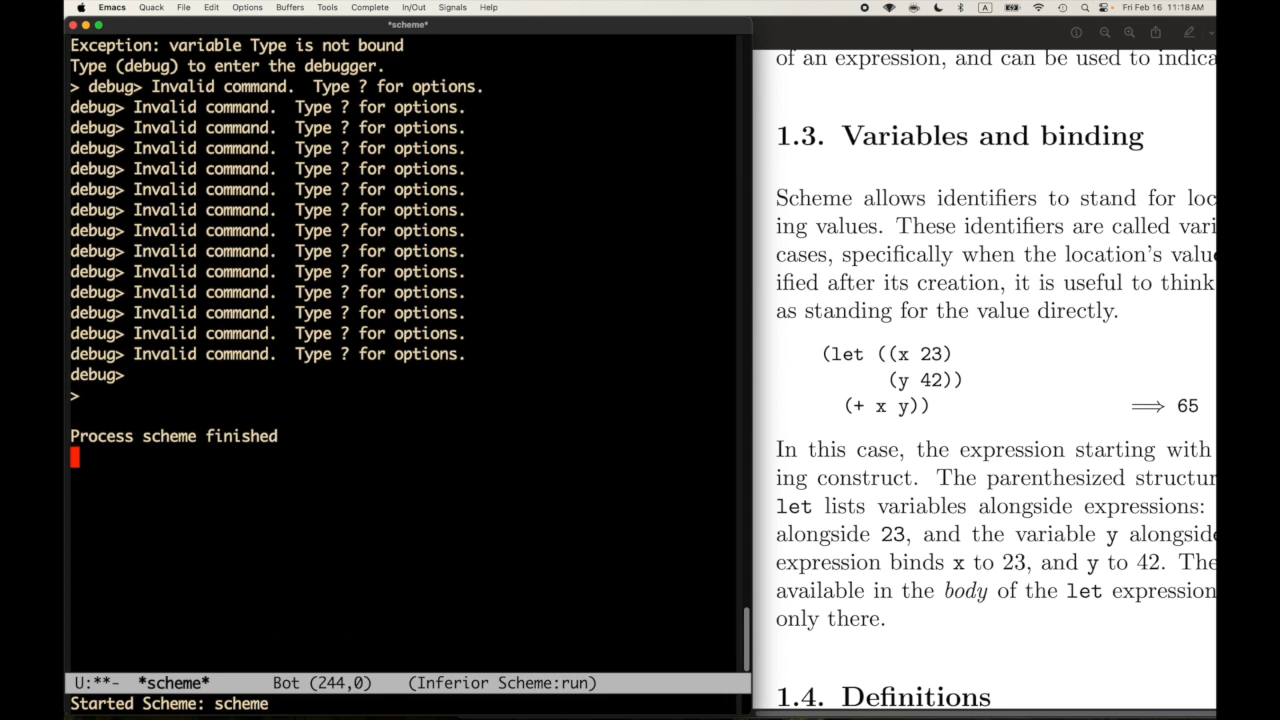 Emacs Quack File Edit Options Buffers Tools Complete In/Out Signals Help
A
Fri Feb 16 11:18 AM
*scheme*
Exception: variable Type is not bound
Type (debug) to enter the debugger.
> debug> Invalid command.  Type ? for options.
debug> Invalid command.  Type ? for options.
debug> Invalid command.  Type ? for options.
debug> Invalid command.  Type ? for options.
debug> Invalid command.  Type ? for options.
debug> Invalid command.  Type ? for options.
debug> Invalid command.  Type ? for options.
debug> Invalid command.  Type ? for options.
debug> Invalid command.  Type ? for options.
debug> Invalid command.  Type ? for options.
debug> Invalid command.  Type ? for options.
debug> Invalid command.  Type ? for options.
debug> Invalid command.  Type ? for options.
debug> Invalid command.  Type ? for options.
debug>
>
Process scheme finished
U:**-  *scheme*      Bot (244,0)    (Inferior Scheme:run)
Started Scheme: scheme
of an expression, and can be used to indica
1.3. Variables and binding
Scheme allows identifiers to stand for loc
ing values. These identifiers are called vari
cases, specifically when the location's valu
ified after its creation, it is useful to think
as standing for the value directly.
(let ((x 23)
(y 42))
(+ x y)) ⟹ 65
In this case, the expression starting with
ing construct. The parenthesized structur
let lists variables alongside expressions:
alongside 23, and the variable y alongside
expression binds x to 23, and y to 42. The
available in the body of the let expression
only there.
1.4. Definitions